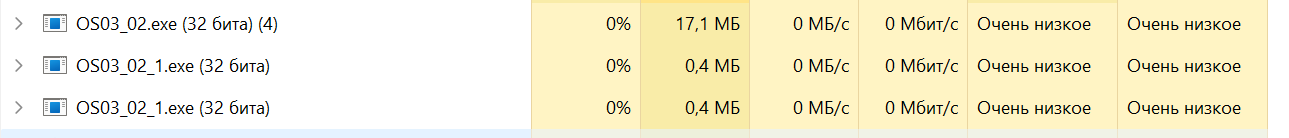 OS03_02.exe (32 бита) (4) 0% 17,1 МБ 0 МБ/с 0 Мбит/с Очень низкое Очень низкое
OS03_02_1.exe (32 бита) 0% 0,4 МБ 0 МБ/с 0 Мбит/с Очень низкое Очень низкое
OS03_02_1.exe (32 бита) 0% 0,4 МБ 0 МБ/с 0 Мбит/с Очень низкое Очень низкое